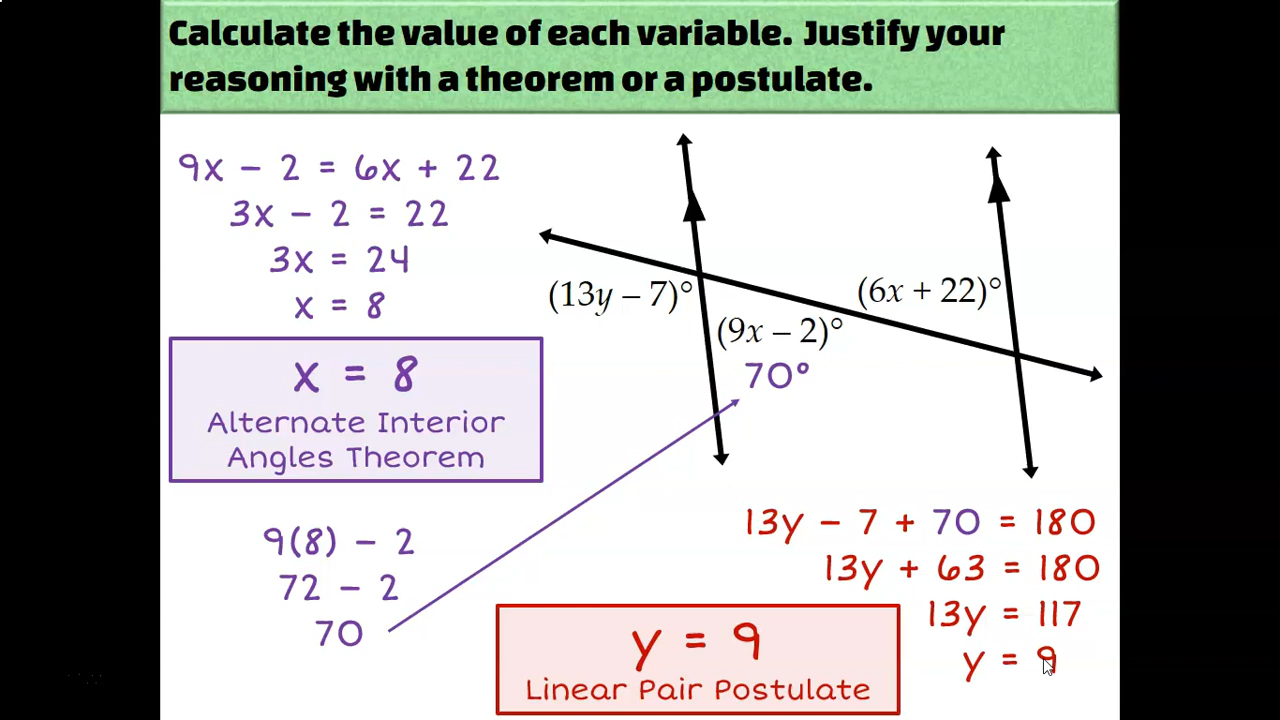 Calculate the value of each variable. Justify your
reasoning with a theorem or a postulate.
9x − 2 = 6x + 22
3x − 2 = 22
3x = 24
x = 8
x = 8
Alternate Interior
Angles Theorem
9(8) − 2
72 − 2
70
(13y – 7)°
(6x + 22)°
(9x – 2)°
70°
13y − 7 + 70 = 180
13y + 63 = 180
13y = 117
y = 9
y = 9
Linear Pair Postulate